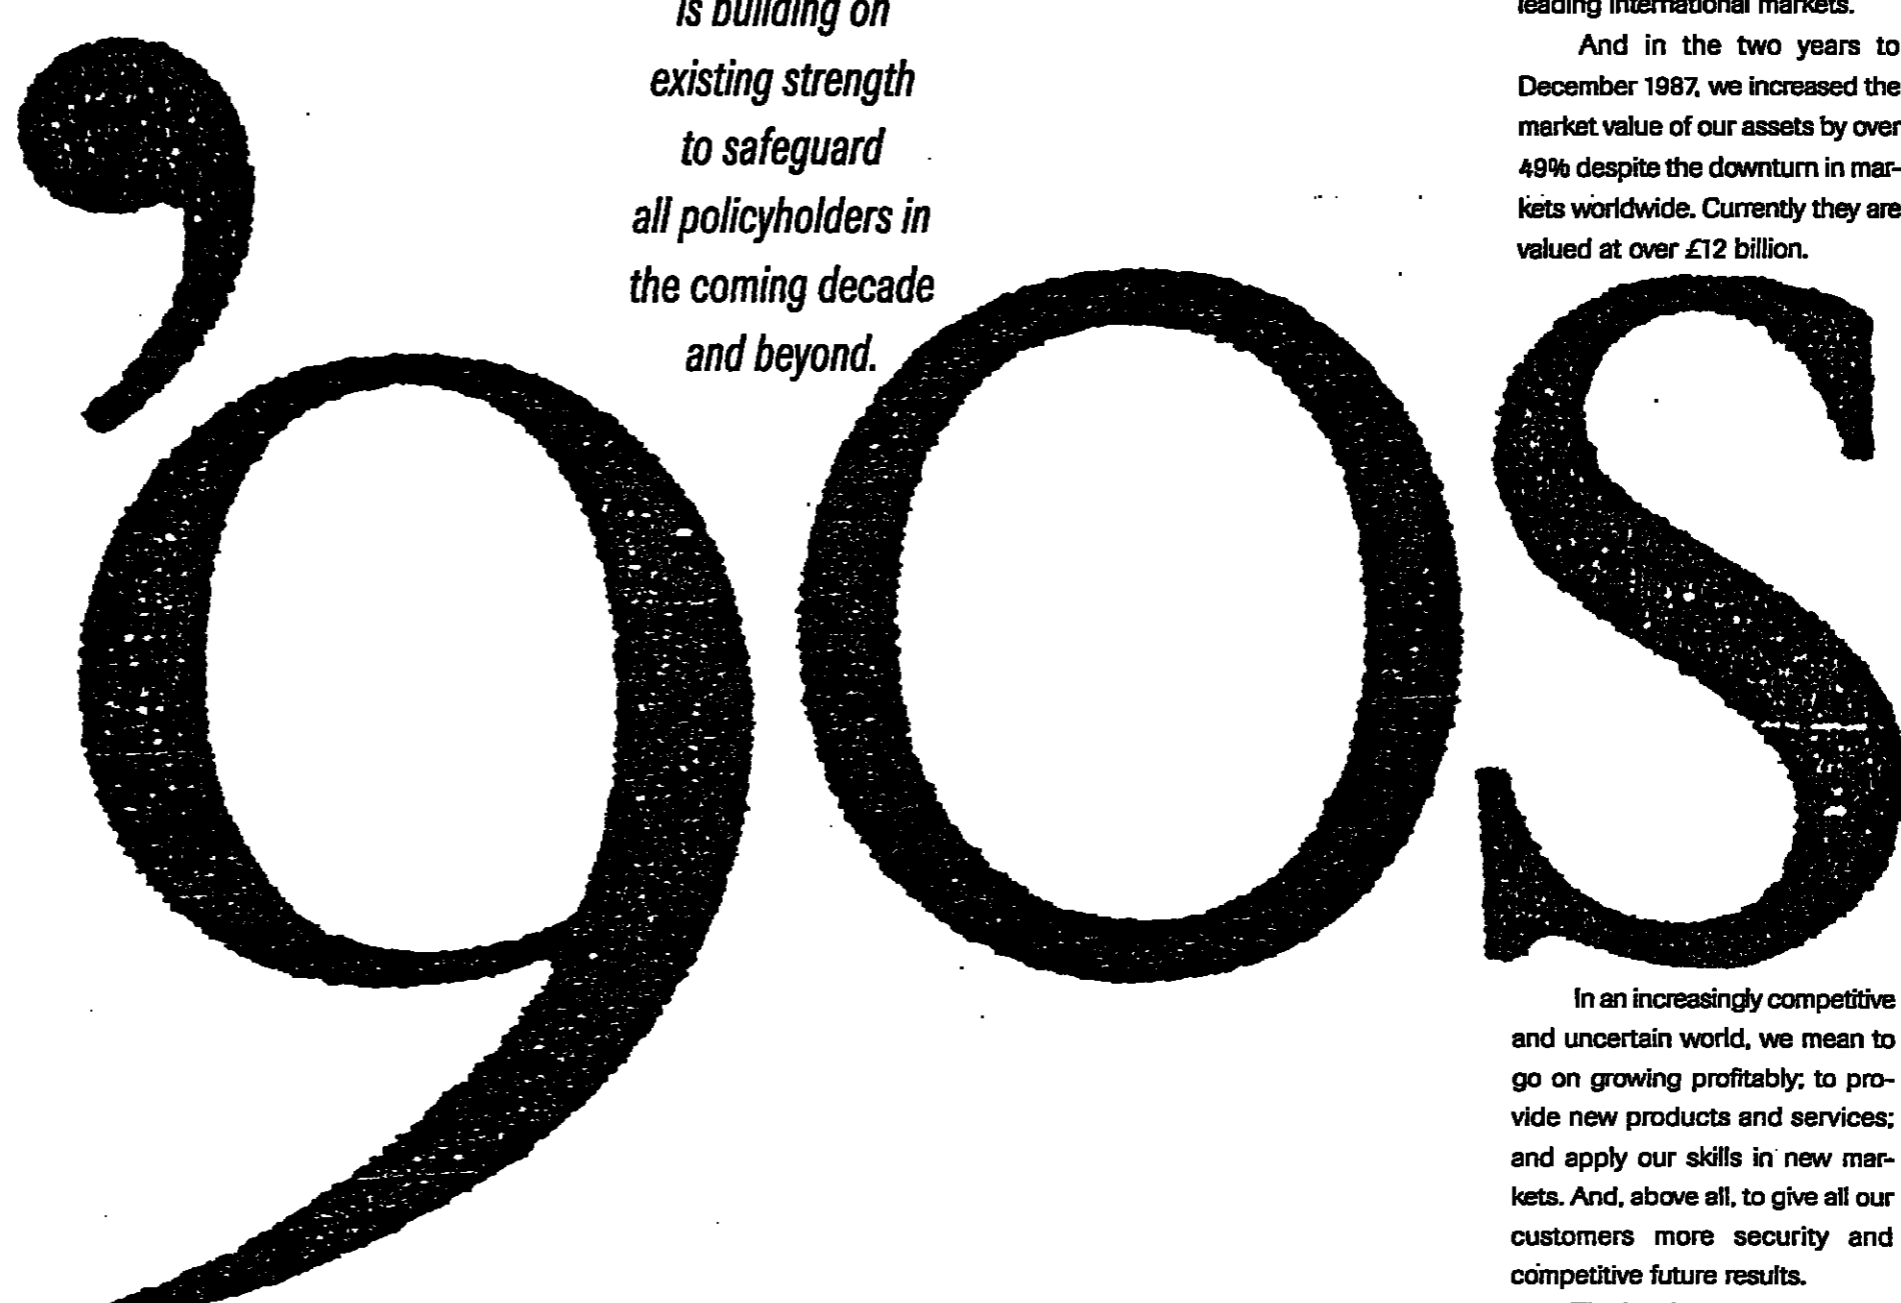 is building on
existing strength
to safeguard
all policyholders in
the coming decade
and beyond.
’90s
leading international markets.
And in the two years to
December 1987, we increased the
market value of our assets by over
49% despite the downturn in mar-
kets worldwide. Currently they are
valued at over £12 billion.
In an increasingly competitive
and uncertain world, we mean to
go on growing profitably; to pro-
vide new products and services;
and apply our skills in new mar-
kets. And, above all, to give all our
customers more security and
competitive future results.